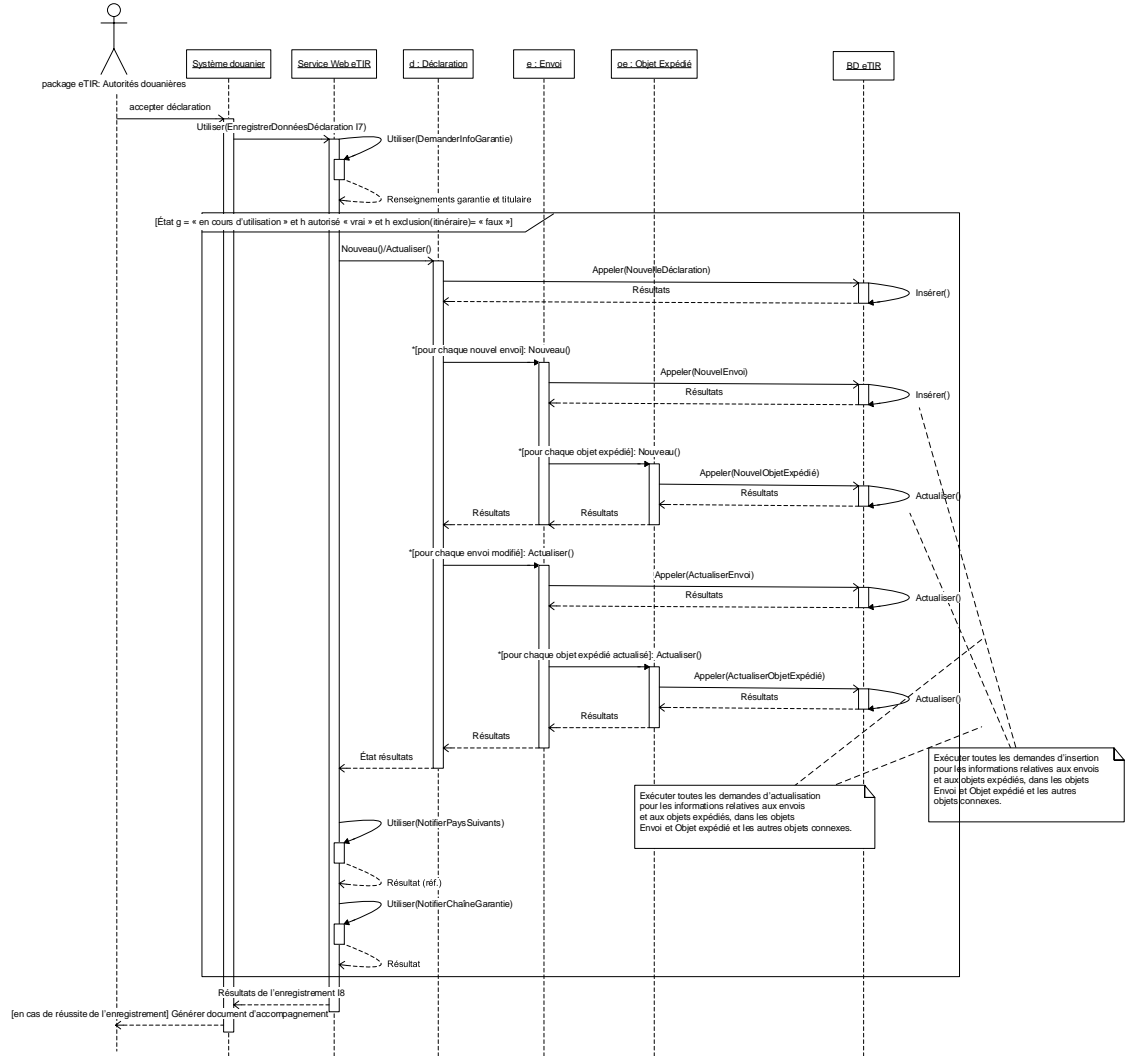 Système douanier
Service Web eTIR
d : Déclaration
e : Envoi
oe : Objet Expédié
BD eTIR
package eTIR: Autorités douanières
accepter déclaration
Utiliser(EnregistrerDonnéesDéclaration I7)
Utiliser(DemanderInfoGarantie)
Renseignements garantie et titulaire
[État g = « en cours d'utilisation » et h autorisé « vrai » et h exclusion(itinéraire)= « faux »]
Nouveau()/Actualiser()
Appeler(NouvelleDéclaration)
Résultats
Insérer()
*[pour chaque nouvel envoi]: Nouveau()
Appeler(NouvelEnvoi)
Résultats
Insérer()
*[pour chaque objet expédié]: Nouveau()
Appeler(NouvelObjetExpédié)
Résultats
Actualiser()
Résultats
Résultats
*[pour chaque envoi modifié]: Actualiser()
Appeler(ActualiserEnvoi)
Résultats
Actualiser()
*[pour chaque objet expédié actualisé]: Actualiser()
Appeler(ActualiserObjetExpédié)
Résultats
Actualiser()
Résultats
Résultats
État résultats
Exécuter toutes les demandes d'insertion
pour les informations relatives aux envois
et aux objets expédiés, dans les objets
Envoi et Objet expédié et les autres
objets connexes.
Exécuter toutes les demandes d'actualisation
pour les informations relatives aux envois
et aux objets expédiés, dans les objets
Envoi et Objet expédié et les autres objets connexes.
Utiliser(NotifierPaysSuivants)
Résultat (réf.)
Utiliser(NotifierChaîneGarantie)
Résultat
Résultats de l'enregistrement I8
[en cas de réussite de l'enregistrement] Générer document d'accompagnement